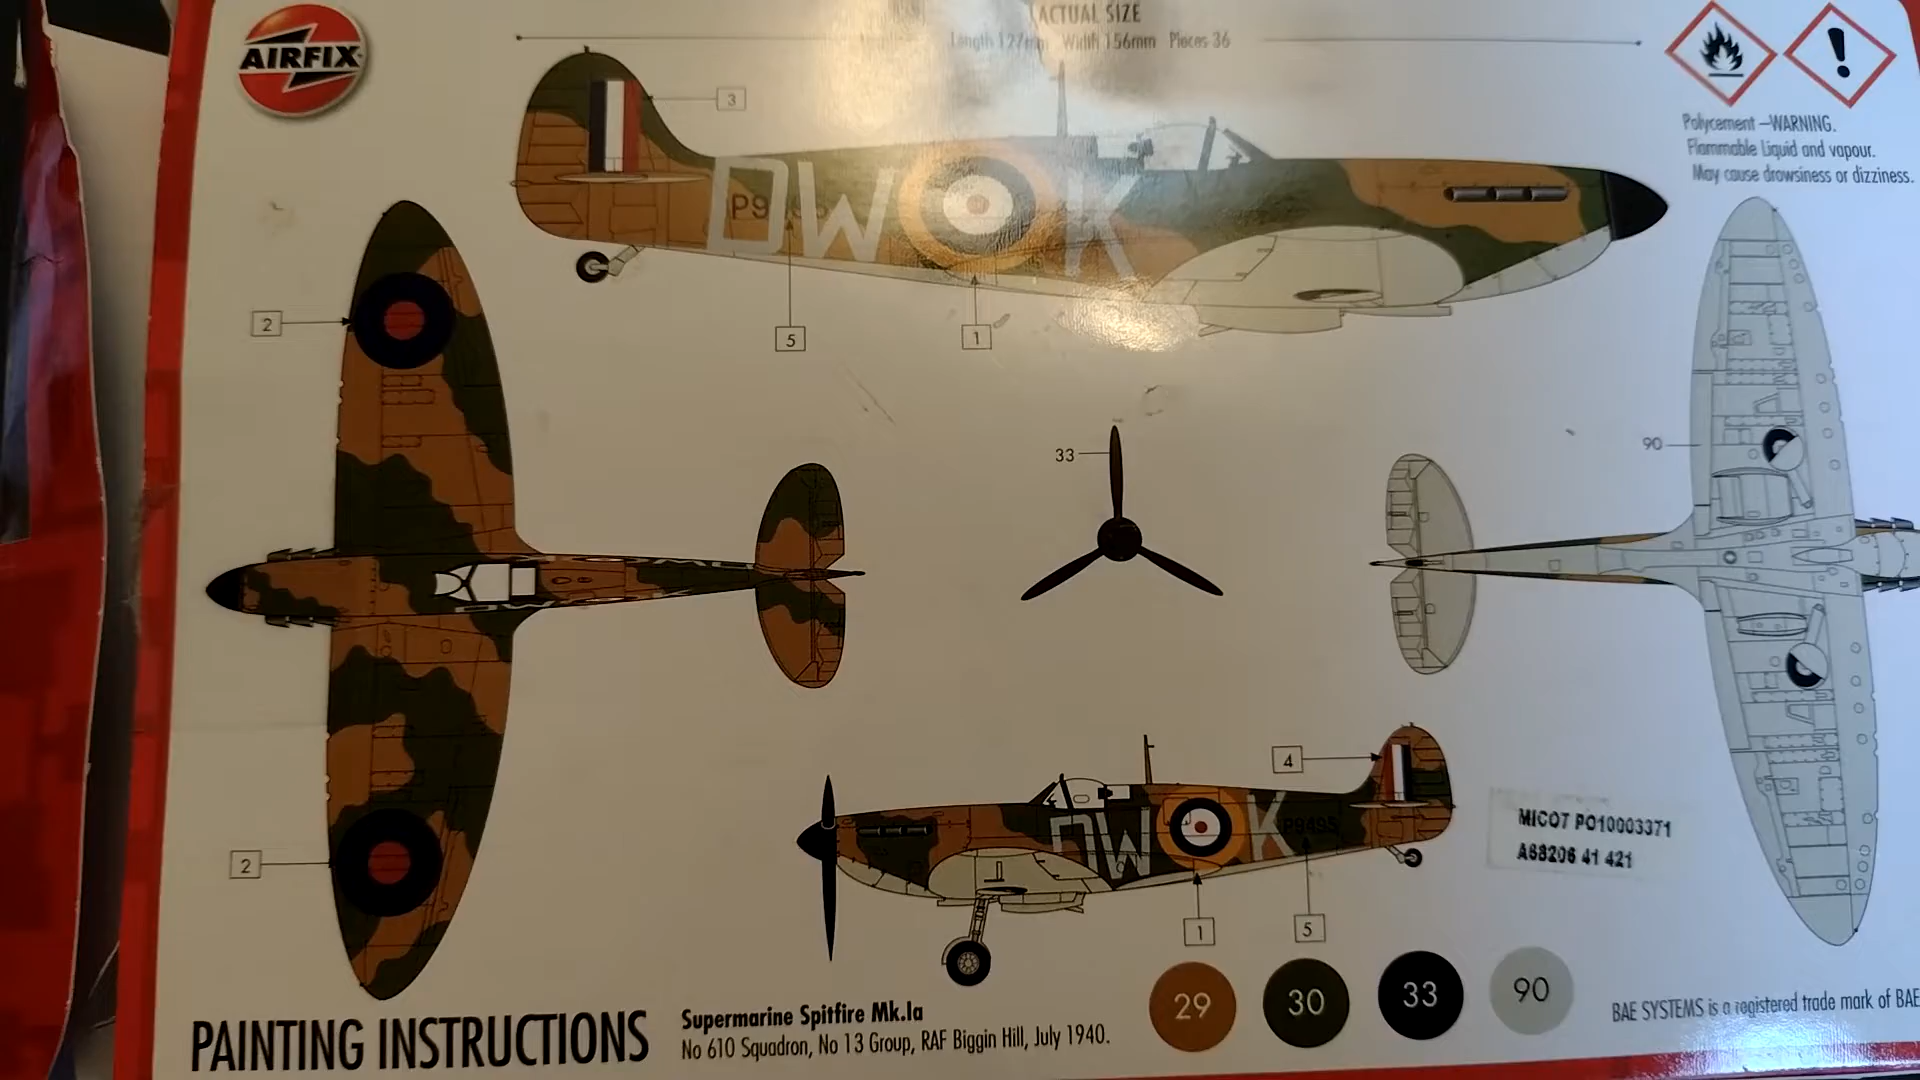 AIRFIX
ACTUAL SIZE
Length 127mm Width 156mm Pieces 36
Polycement –WARNING.
Flammable Liquid and vapour.
May cause drowsiness or dizziness.
3
DW K
P9
2
5
1
33
90
4
DW K
P9495
2
1
5
MICO7 PO10003371
A68206 41 421
29
30
33
90
PAINTING INSTRUCTIONS
Supermarine Spitfire Mk.Ia
No 610 Squadron, No 13 Group, RAF Biggin Hill, July 1940.
BAE SYSTEMS is a registered trade mark of BAE